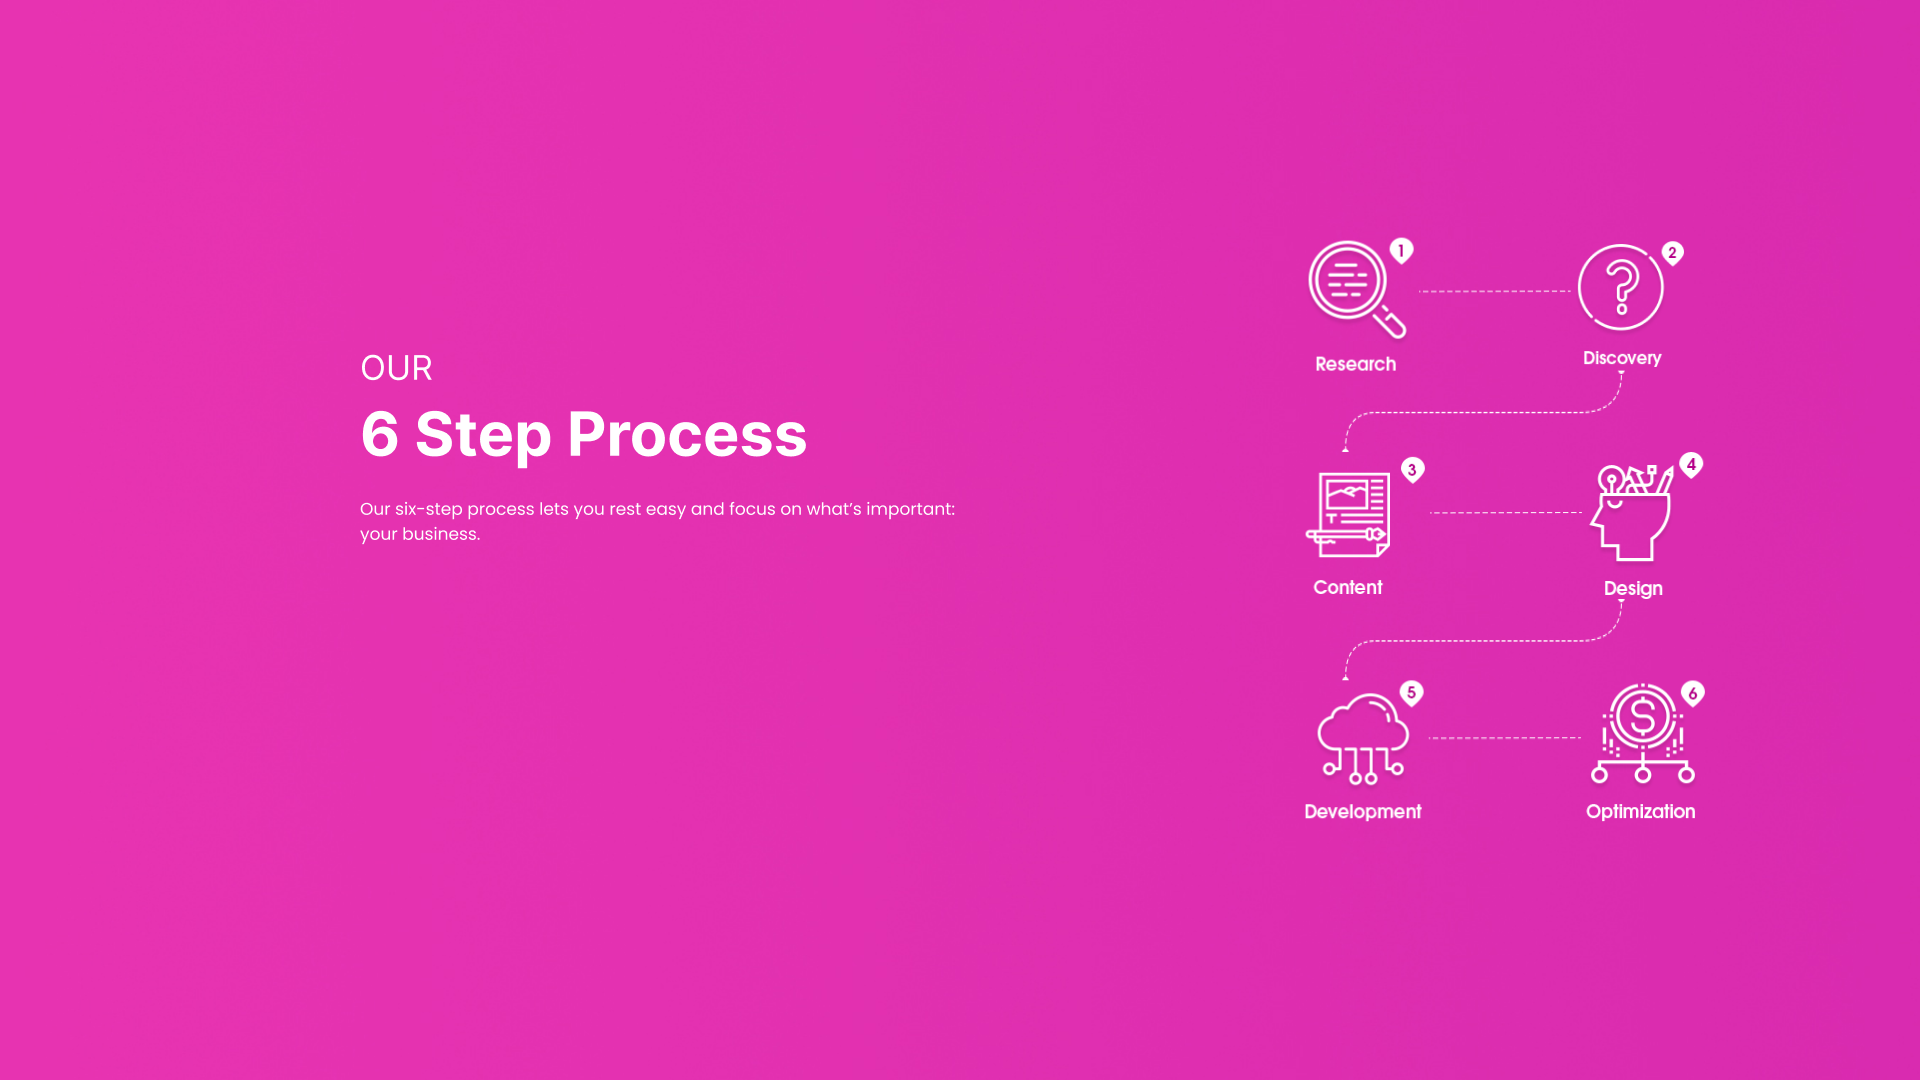 OUR
6 Step Process
Our six-step process lets you rest easy and focus on what’s important:
your business.
1
Research
2
Discovery
3
T
Content
4
Design
5
Development
6
$
Optimization